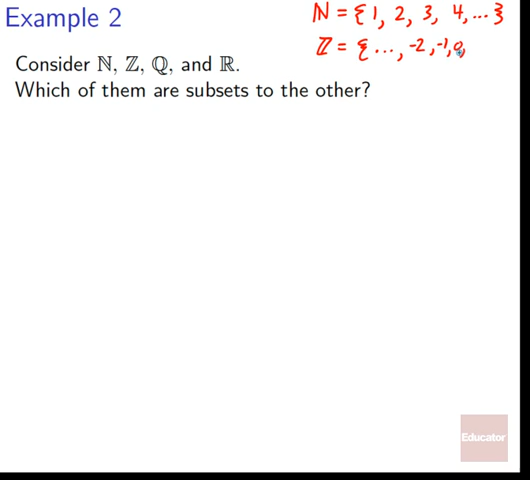 Example 2
ℕ = {1, 2, 3, 4, ...}
ℤ = {..., -2, -1, 0,
Consider ℕ, ℤ, ℚ, and ℝ.
Which of them are subsets to the other?
Educator